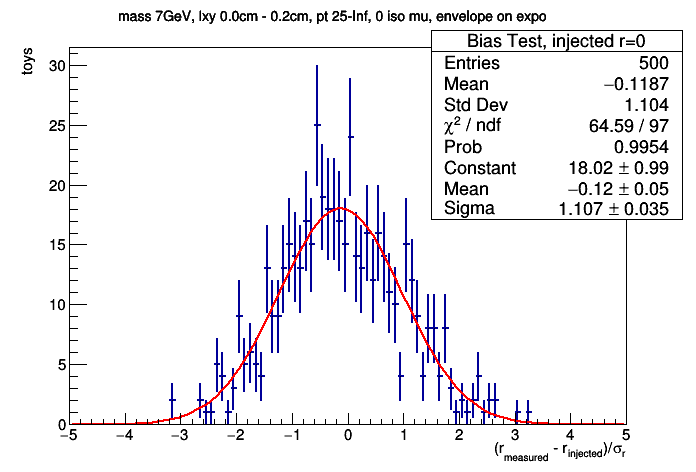 mass 7GeV, lxy 0.0cm - 0.2cm, pt 25-Inf, 0 iso mu, envelope on expo
Bias Test, injected r=0
Entries 500
Mean −0.1187
Std Dev 1.104
χ² / ndf 64.59 / 97
Prob 0.9954
Constant 18.02 ± 0.99
Mean −0.12 ± 0.05
Sigma 1.107 ± 0.035
toys
30
25
20
15
10
5
0
−5 −4 −3 −2 −1 0 1 2 3 4 5
(r_measured - r_injected)/σ_r